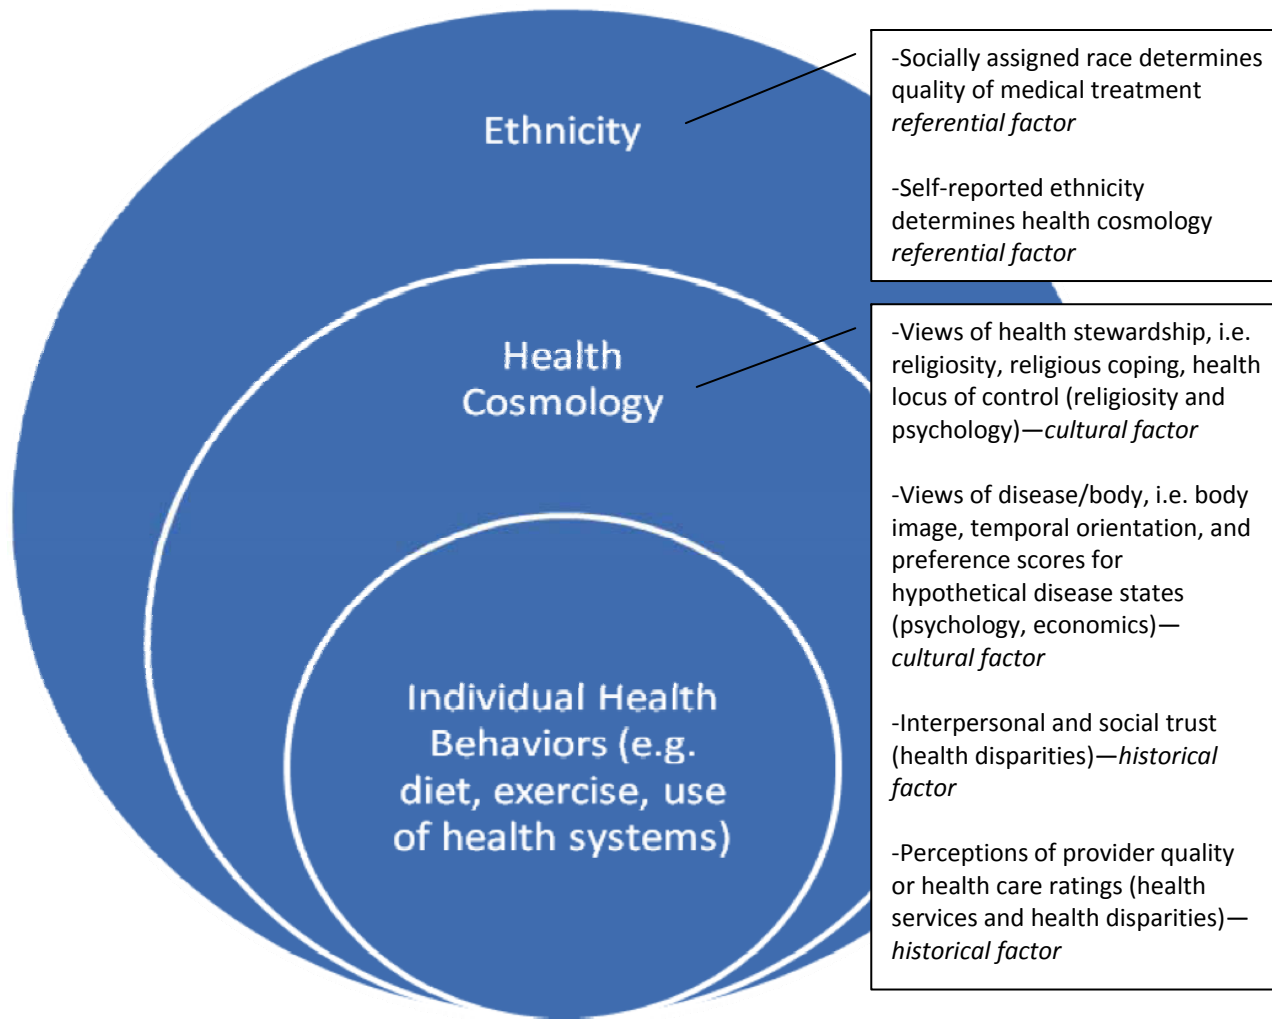 Ethnicity
-Socially assigned race determines
quality of medical treatment
referential factor
-Self-reported ethnicity
determines health cosmology
referential factor
Health
Cosmology
-Views of health stewardship, i.e.
religiosity, religious coping, health
locus of control (religiosity and
psychology)—cultural factor
-Views of disease/body, i.e. body
image, temporal orientation, and
preference scores for
hypothetical disease states
(psychology, economics)—
cultural factor
-Interpersonal and social trust
(health disparities)—historical
factor
-Perceptions of provider quality
or health care ratings (health
services and health disparities)—
historical factor
Individual Health
Behaviors (e.g.
diet, exercise, use
of health systems)